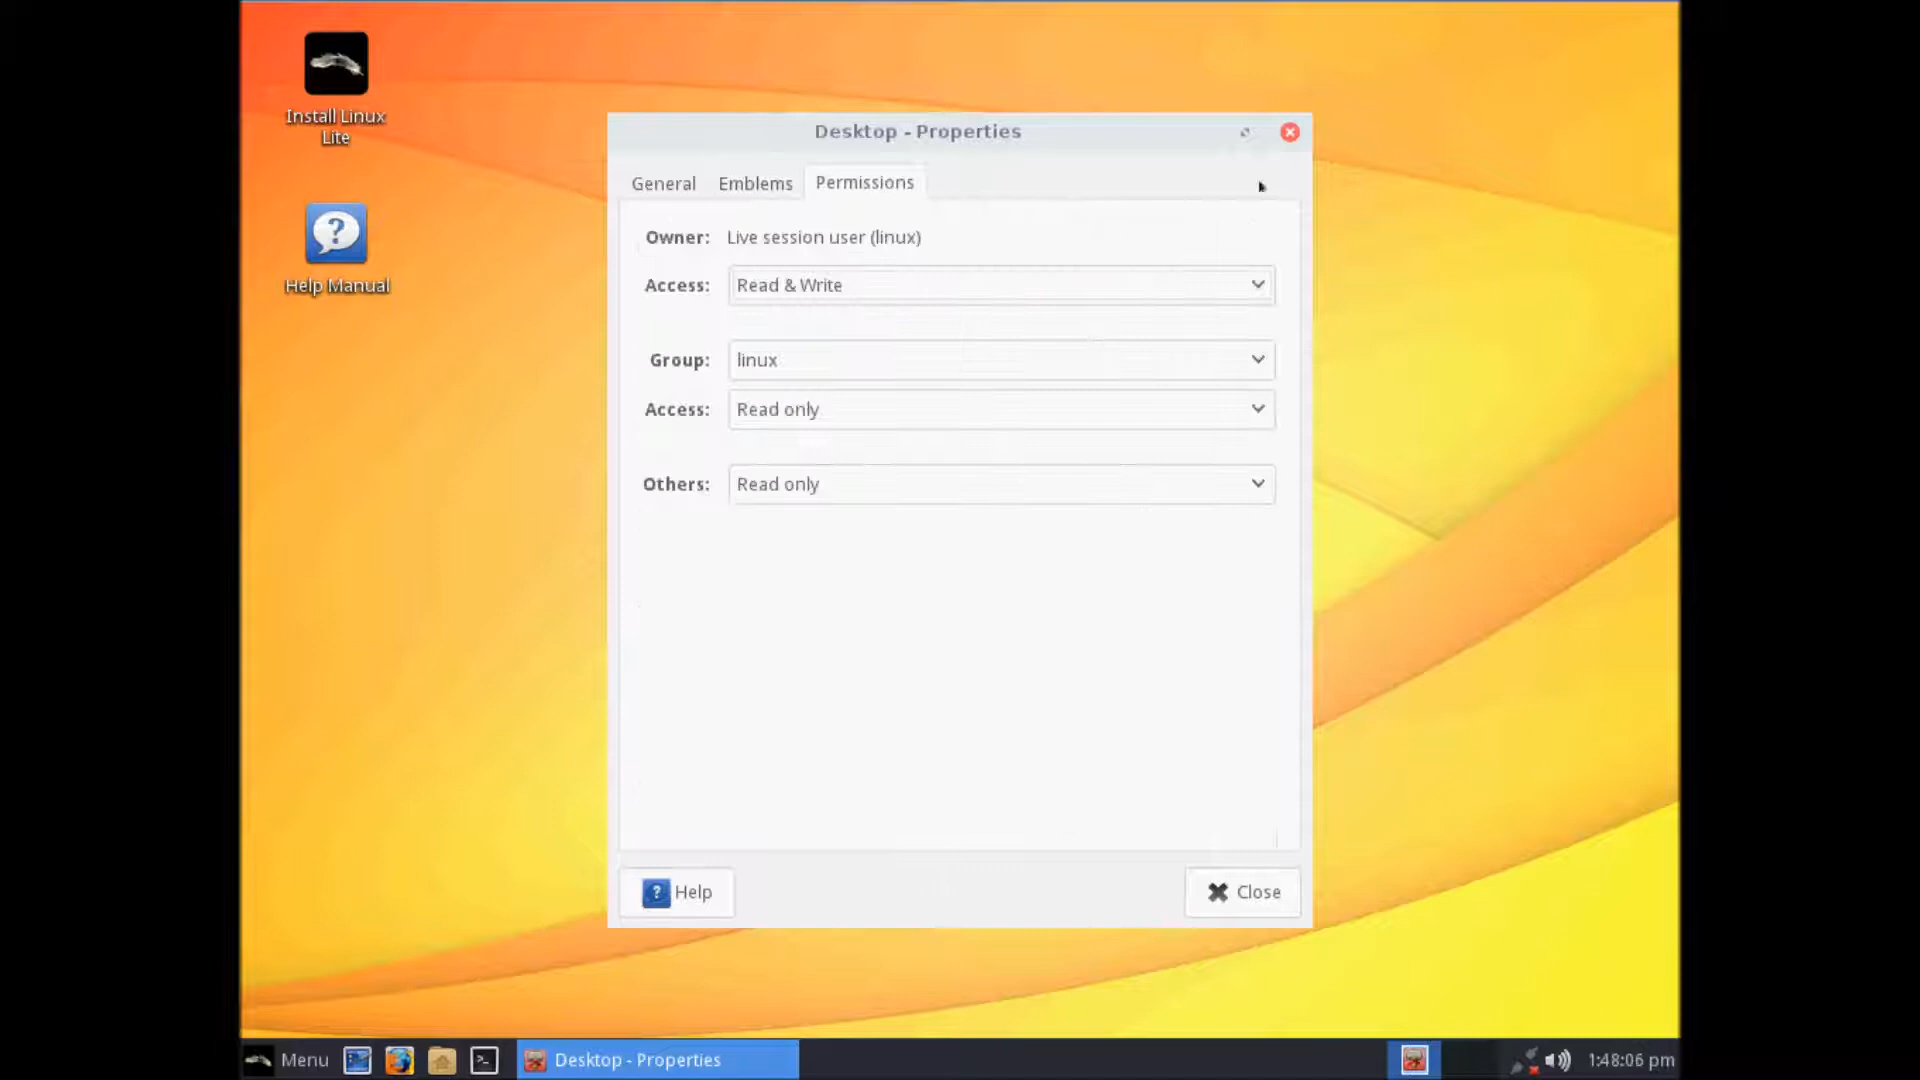 Install Linux
Lite
Help Manual
Desktop - Properties
General Emblems Permissions
Owner: Live session user (linux)
Access: Read & Write
Group: linux
Access: Read only
Others: Read only
Help
Close
Menu
Desktop - Properties
1:48:06 pm